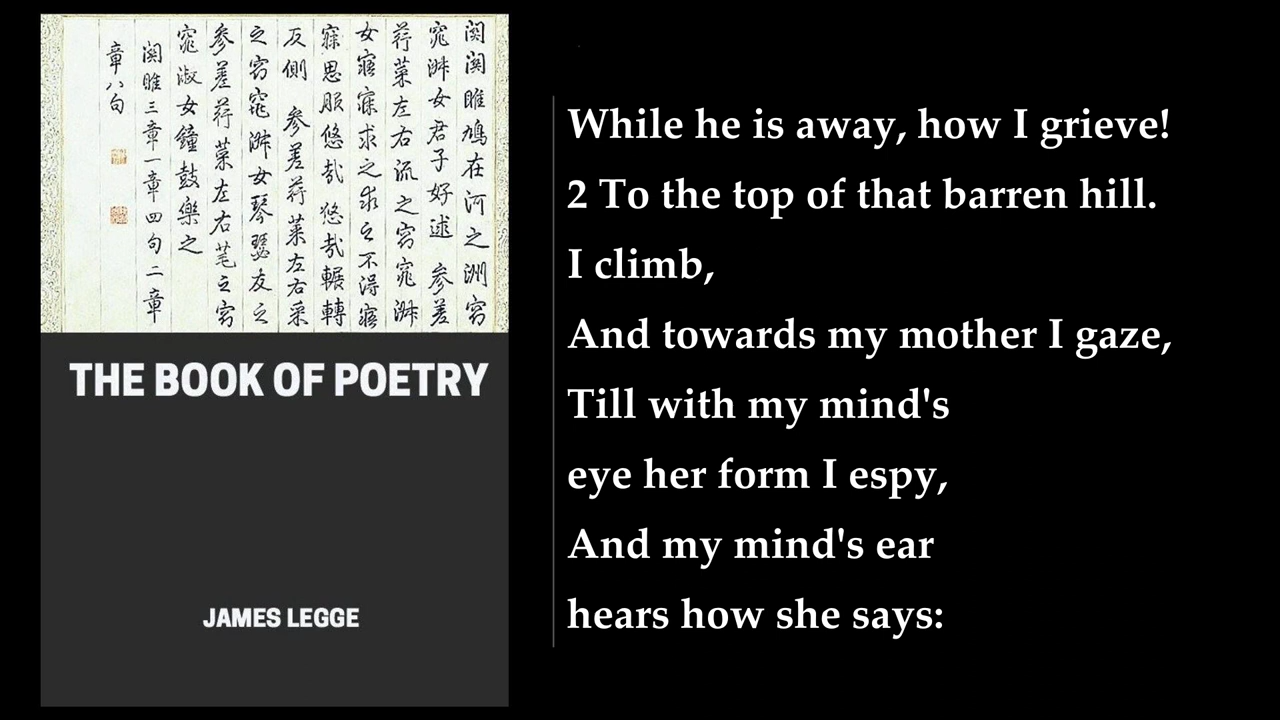 關關雎鳩在河之洲窈
窕淑女君子好逑 參差
荇菜左右流之窈窕淑
女寤寐求之求之不得寤
寐思服悠哉悠哉輾轉
反側 參差荇菜左右采
之窈窕淑女琴瑟友之
參差荇菜左右芼之窈
窕淑女鐘鼓樂之
關雎三章一章四句二章
章八句
THE BOOK OF POETRY
JAMES LEGGE
While he is away, how I grieve!
2 To the top of that barren hill.
I climb,
And towards my mother I gaze,
Till with my mind's
eye her form I espy,
And my mind's ear
hears how she says: